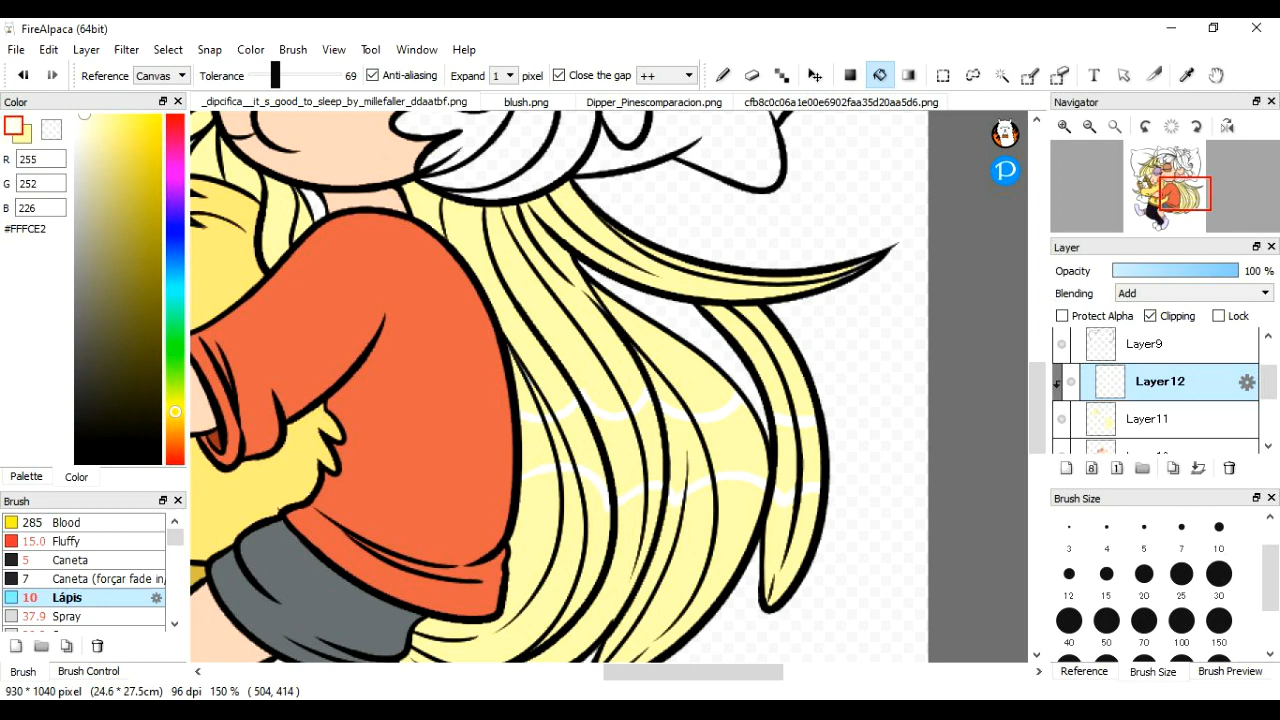 FireAlpaca (64bit)
File Edit Layer Filter Select Snap Color Brush View Tool Window Help
Reference Canvas Tolerance 69 Anti-aliasing Expand 1 pixel Close the gap ++ T
Color _dipcifica__it_s_good_to_sleep_by_millefaller_ddaatbf.png blush.png Dipper_Pinescomparacion.png cfb8c0c06a1e00e6902faa35d20aa5d6.png Navigator
R 255
G 252
B 226
#FFFCE2
P
Layer
Opacity 100 %
Blending Add
Protect Alpha Clipping Lock
Layer9
Layer12
Layer11
8 1
Palette Color
Brush
285 Blood
15.0 Fluffy
5 Caneta
7 Caneta (forçar fade in,
10 Lápis
37.9 Spray
Brush Size
3 4 5 7 10
12 15 20 25 30
40 50 70 100 150
Brush Brush Control
Reference Brush Size Brush Preview
930 * 1040 pixel (24.6 * 27.5cm) 96 dpi 150 % ( 504, 414 )